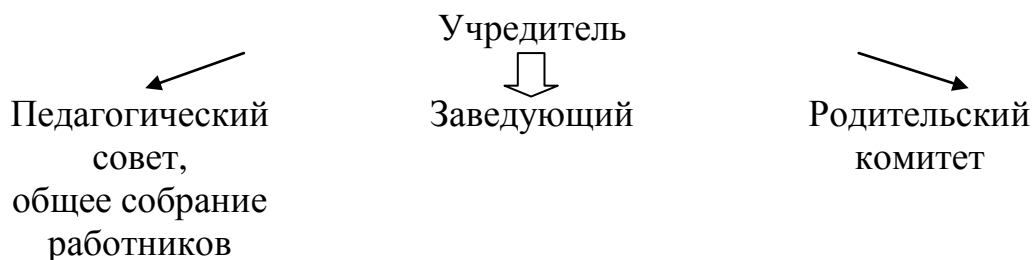 Учредитель
Педагогический
совет,
общее собрание
работников
Заведующий
Родительский
комитет